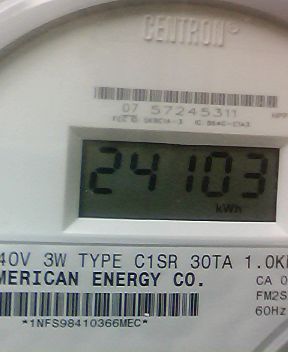 CENTRON®
07 57245311
24103
kWh
40V 3W TYPE C1SR 30TA 1.0K
MERICAN ENERGY CO.
CA 0
FM2S
60Hz
*1NFS98410366MEC*